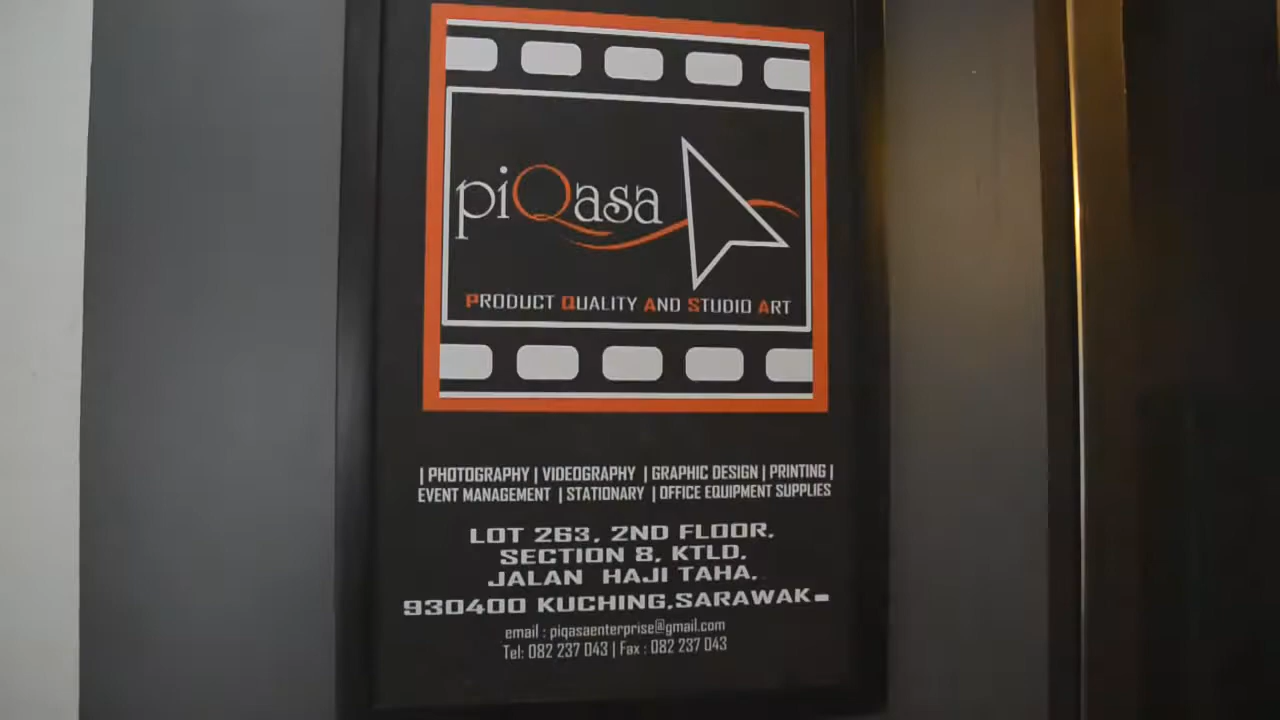 piQasa
PRODUCT QUALITY AND STUDIO ART
| PHOTOGRAPHY | VIDEOGRAPHY | GRAPHIC DESIGN | PRINTING |
EVENT MANAGEMENT | STATIONARY | OFFICE EQUIPMENT SUPPLIES
LOT 263, 2ND FLOOR,
SECTION 8, KTLD,
JALAN HAJI TAHA,
930400 KUCHING,SARAWAK
email : piqasaenterprise@gmail.com
Tel: 082 237 043 | Fax : 082 237 043